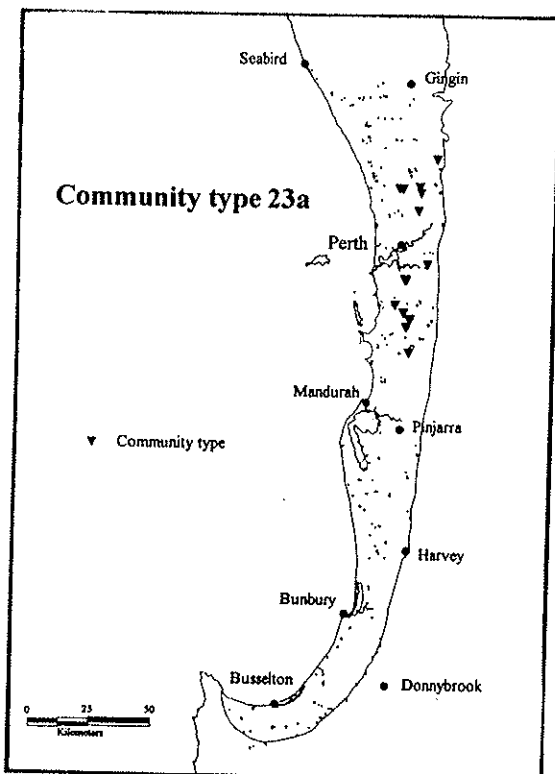 Seabird
Gingin
Community type 23a
Perth
Mandurah
Pinjarra
Community type
Harvey
Bunbury
Busselton
Donnybrook
0 25 50
Kilometers